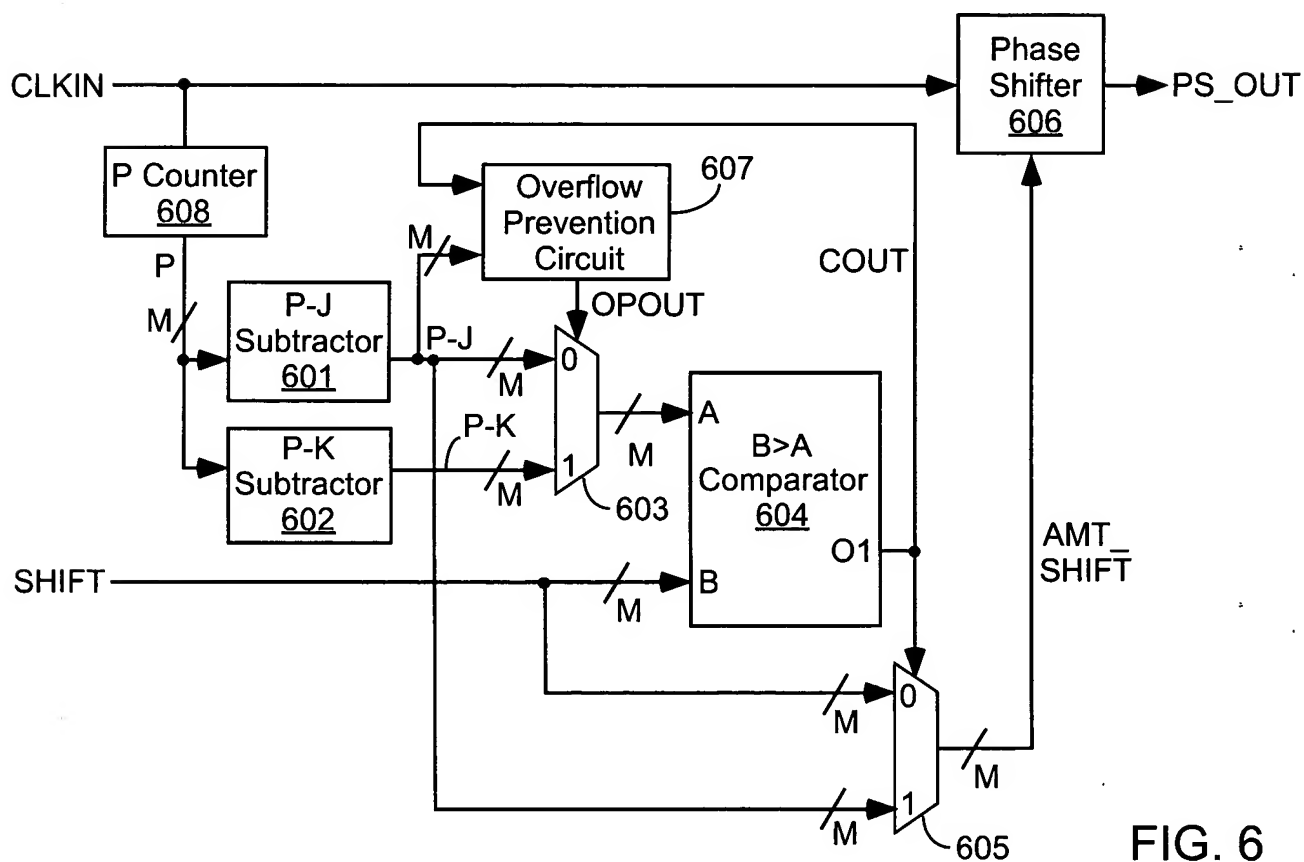 CLKIN
Phase
Shifter
606
PS_OUT
P Counter
608
P
M
Overflow
Prevention
Circuit
607
M
OPOUT
COUT
P-J
Subtractor
601
P-J
M
0
P-K
Subtractor
602
P-K
M
1
603
M
A
B>A
Comparator
604
O1
B
SHIFT
M
AMT_
SHIFT
M
0
M
1
605
M
FIG. 6